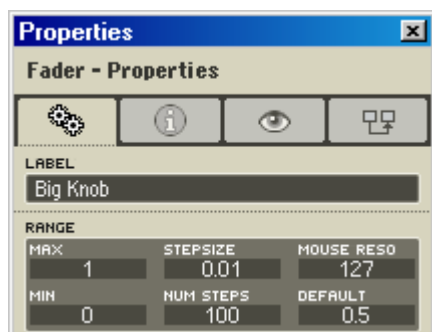 Properties
Fader - Properties
LABEL
Big Knob
RANGE
MAX STEPSIZE MOUSE RESO
1 0.01 127
MIN NUM STEPS DEFAULT
0 100 0.5